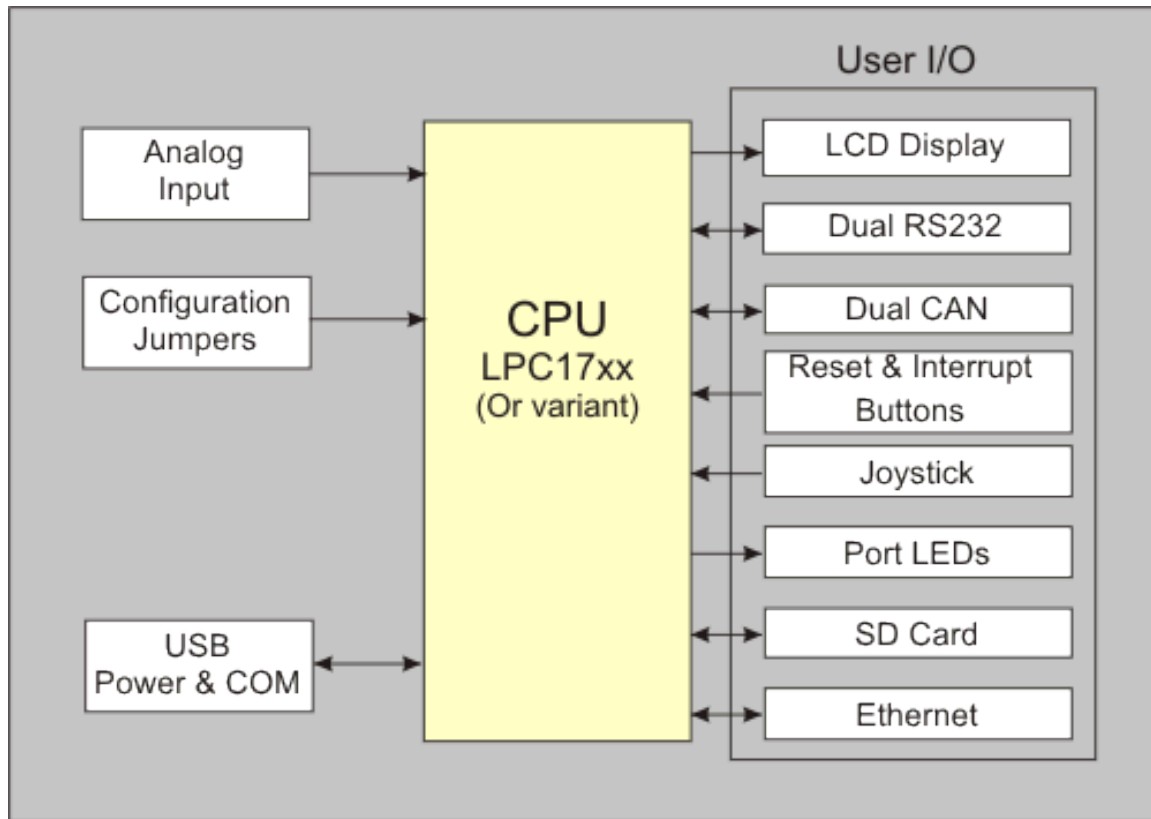 Analog
Input
Configuration
Jumpers
USB
Power & COM
CPU
LPC17xx
(Or variant)
User I/O
LCD Display
Dual RS232
Dual CAN
Reset & Interrupt
Buttons
Joystick
Port LEDs
SD Card
Ethernet